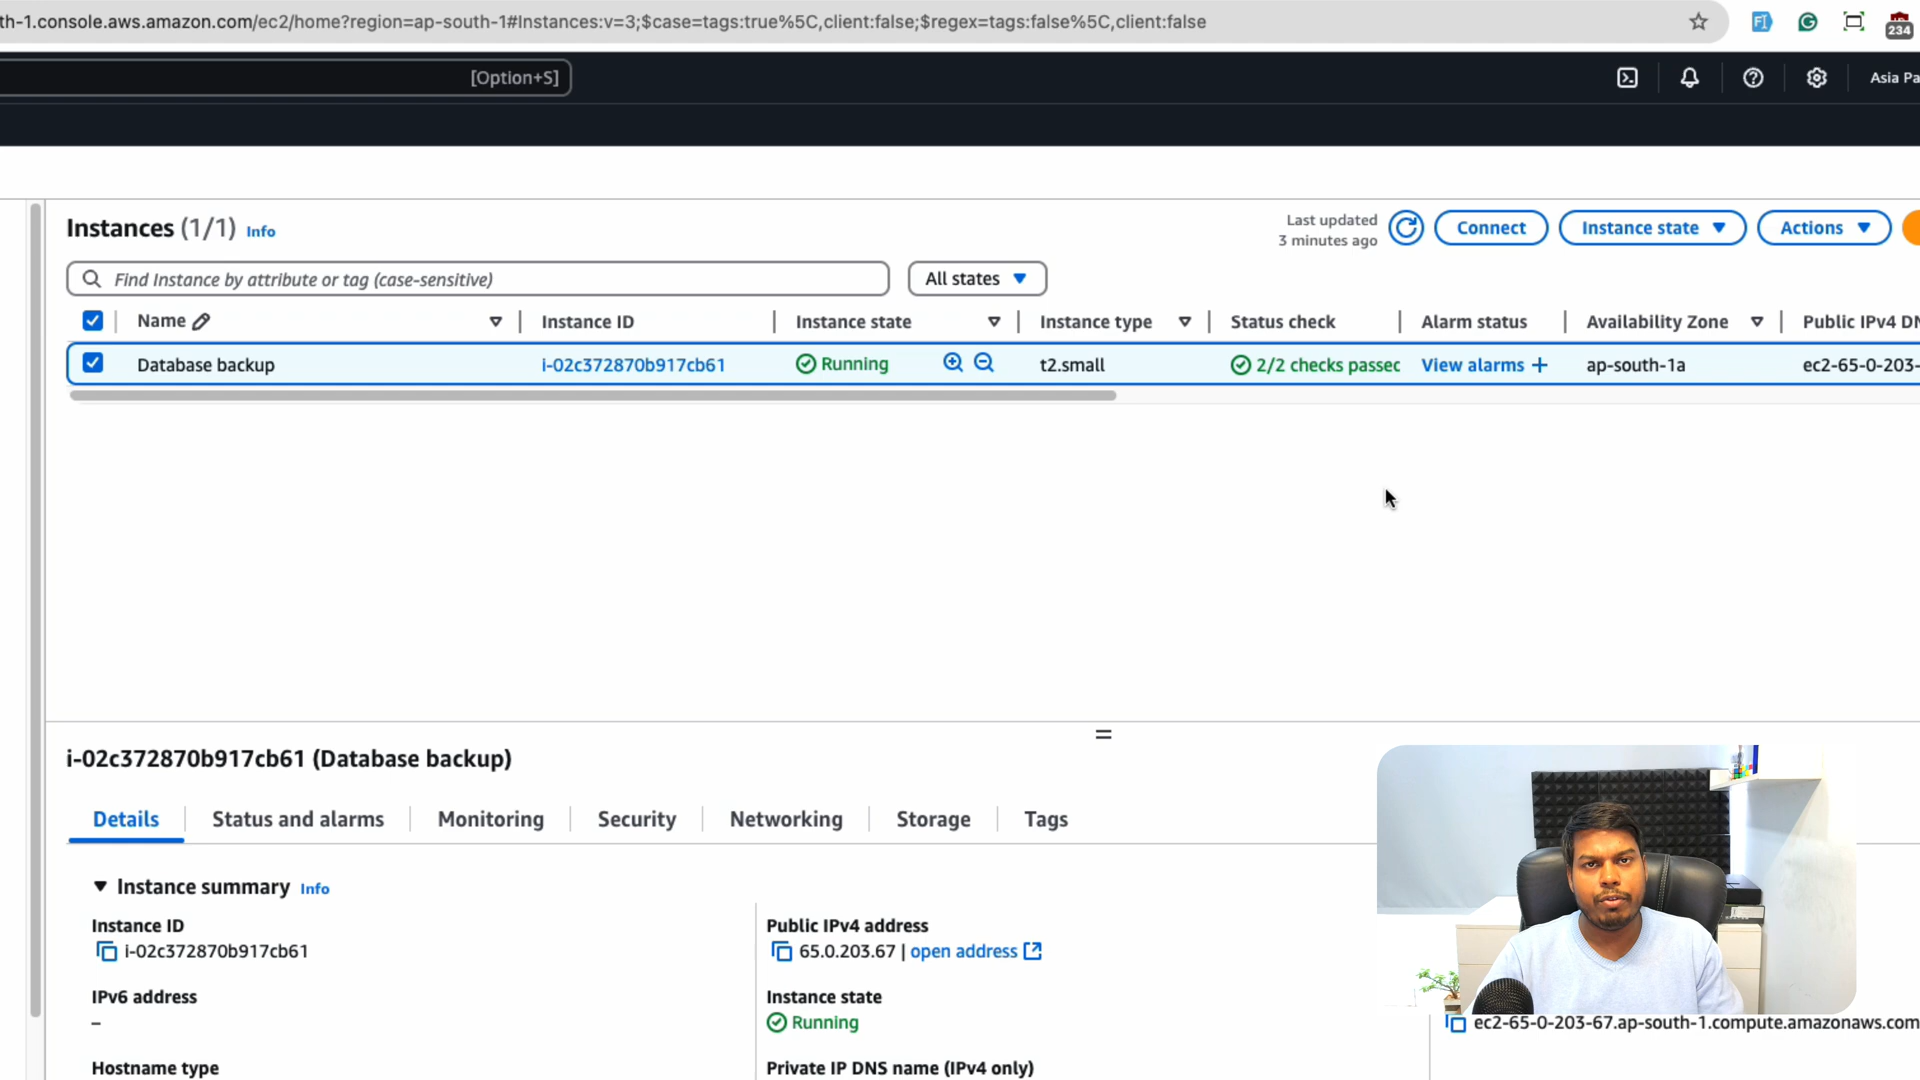 th-1.console.aws.amazon.com/ec2/home?region=ap-south-1#Instances:v=3;$case=tags:true%5C,client:false;$regex=tags:false%5C,client:false
234
[Option+S]
Asia Pa
Instances (1/1) Info
Last updated
3 minutes ago
Connect
Instance state
Actions
Find Instance by attribute or tag (case-sensitive)
All states
Name
Instance ID
Instance state
Instance type
Status check
Alarm status
Availability Zone
Public IPv4 DN
Database backup
i-02c372870b917cb61
Running
t2.small
2/2 checks passec
View alarms +
ap-south-1a
ec2-65-0-203-
i-02c372870b917cb61 (Database backup)
Details
Status and alarms
Monitoring
Security
Networking
Storage
Tags
Instance summary Info
Instance ID
i-02c372870b917cb61
Public IPv4 address
65.0.203.67 | open address
IPv6 address
–
Instance state
Running
ec2-65-0-203-67.ap-south-1.compute.amazonaws.com
Hostname type
Private IP DNS name (IPv4 only)